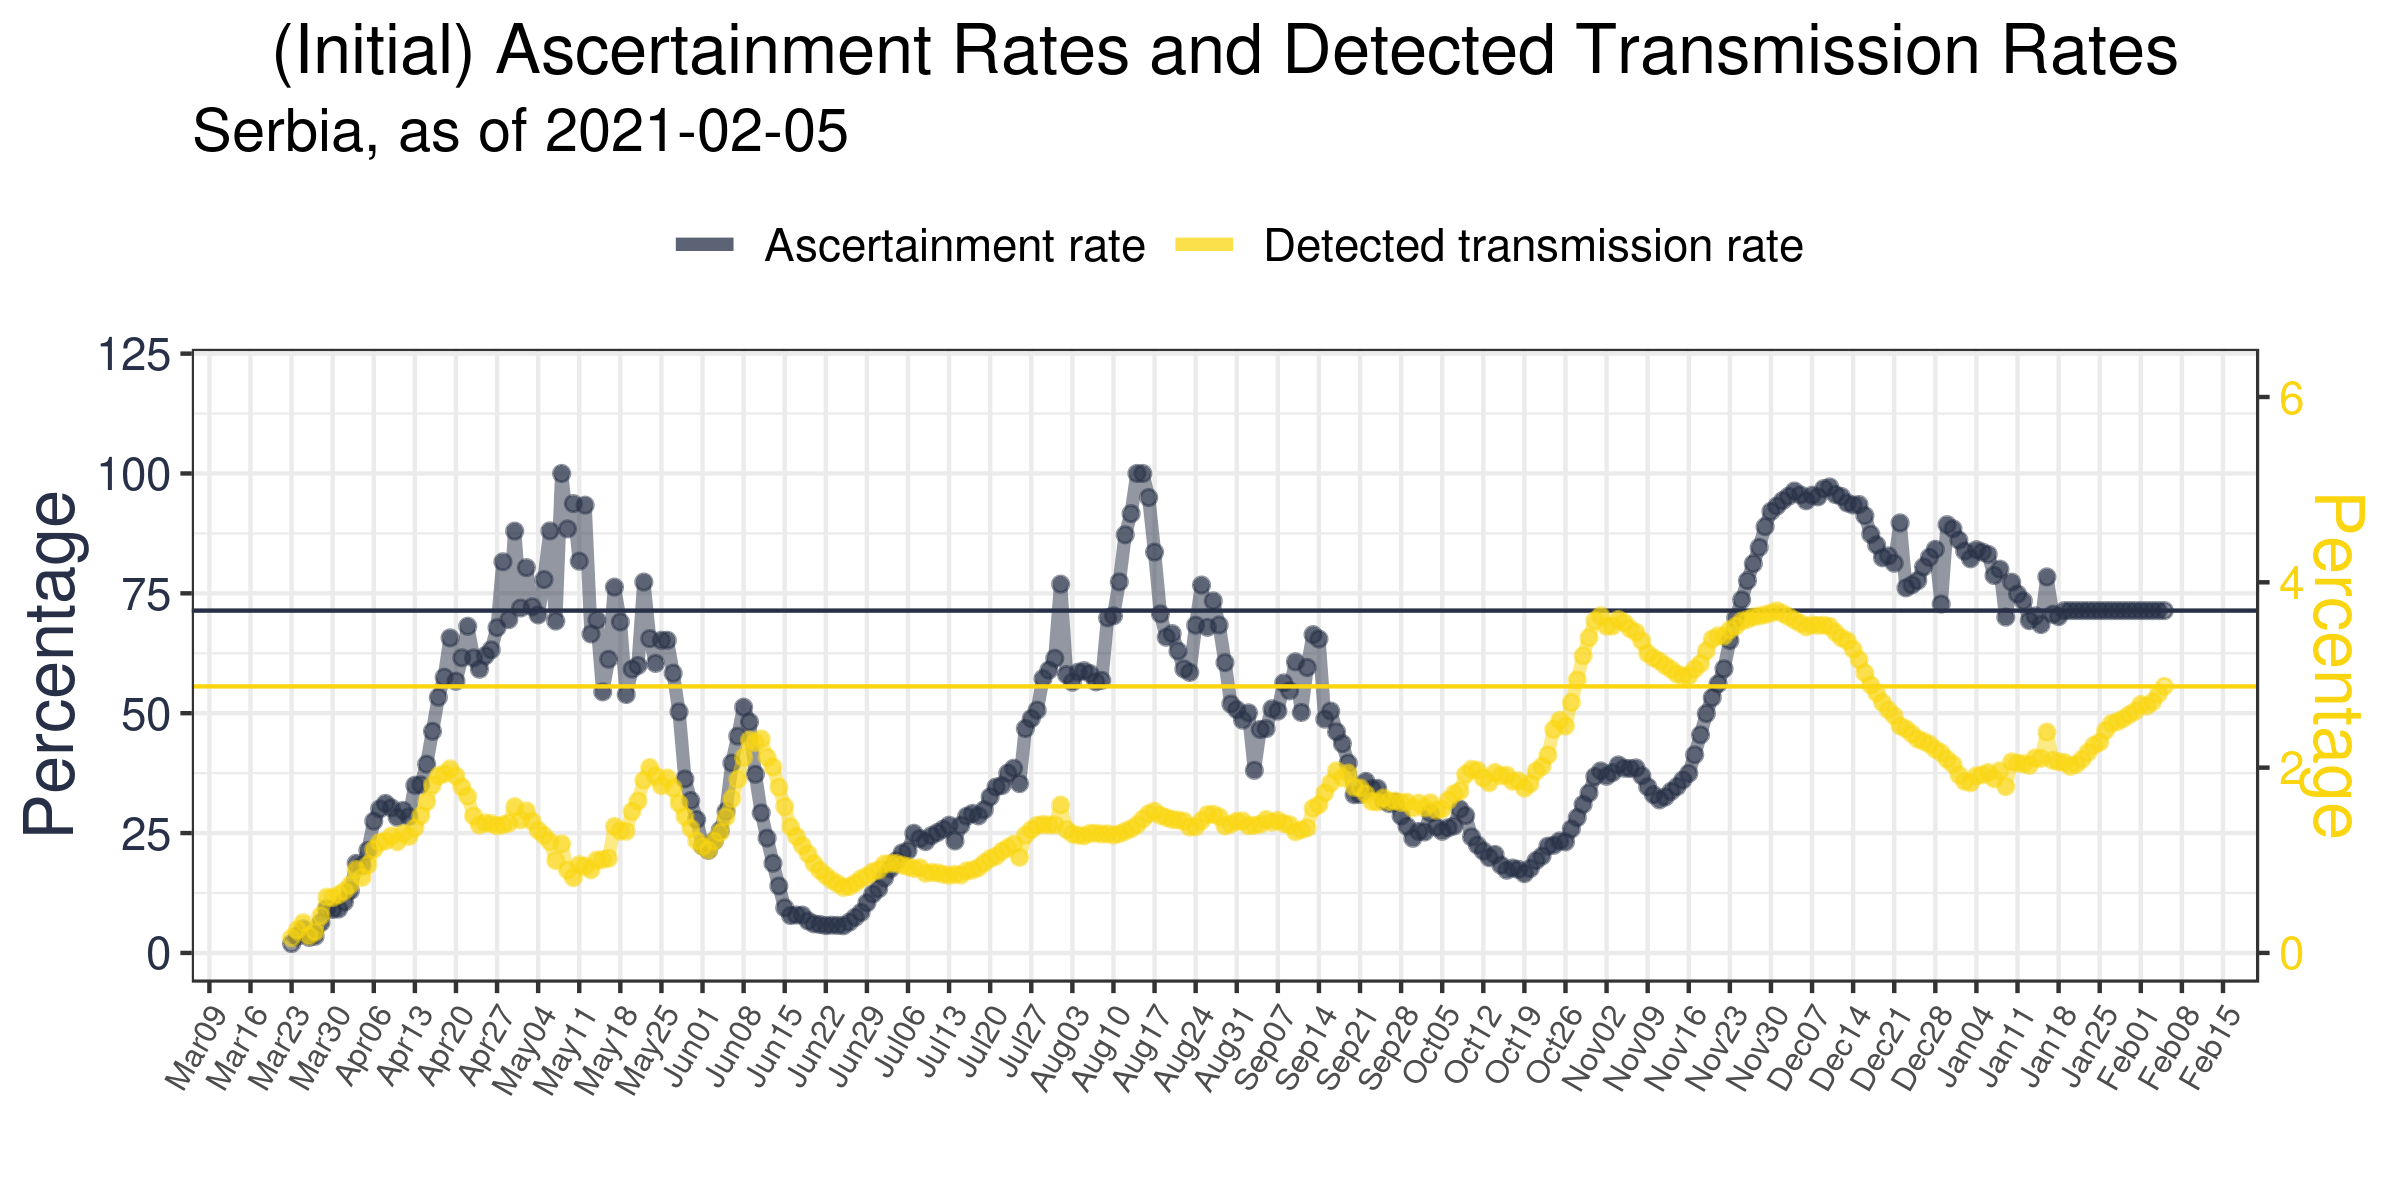 (Initial) Ascertainment Rates and Detected Transmission Rates
Serbia, as of 2021-02-05
Ascertainment rate
Detected transmission rate
125
100
75
50
25
0
Percentage
6
4
2
0
Percentage
Mar09
Mar16
Mar23
Mar30
Apr06
Apr13
Apr20
Apr27
May04
May11
May18
May25
Jun01
Jun08
Jun15
Jun22
Jun29
Jul06
Jul13
Jul20
Jul27
Aug03
Aug10
Aug17
Aug24
Aug31
Sep07
Sep14
Sep21
Sep28
Oct05
Oct12
Oct19
Oct26
Nov02
Nov09
Nov16
Nov23
Nov30
Dec07
Dec14
Dec21
Dec28
Jan04
Jan11
Jan18
Jan25
Feb01
Feb08
Feb15